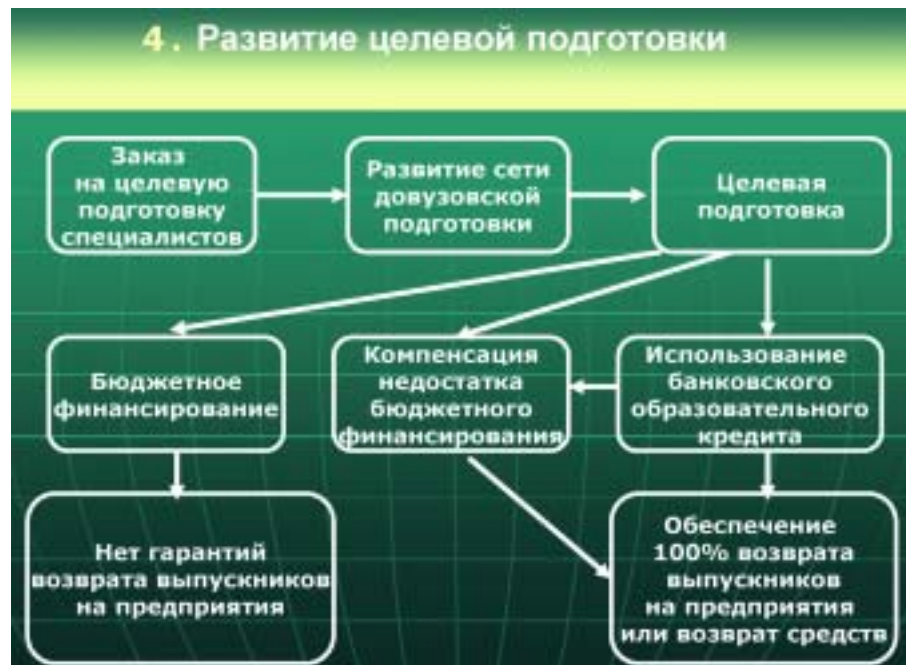 4. Развитие целевой подготовки
Заказ
на целевую
подготовку
специалистов
Развитие сети
довузовской
подготовки
Целевая
подготовка
Бюджетное
финансирование
Компенсация
недостатка
бюджетного
финансирования
Использование
банковского
образовательного
кредита
Нет гарантий
возврата выпускников
на предприятия
Обеспечение
100% возврата
выпускников
на предприятия
или возврат средств